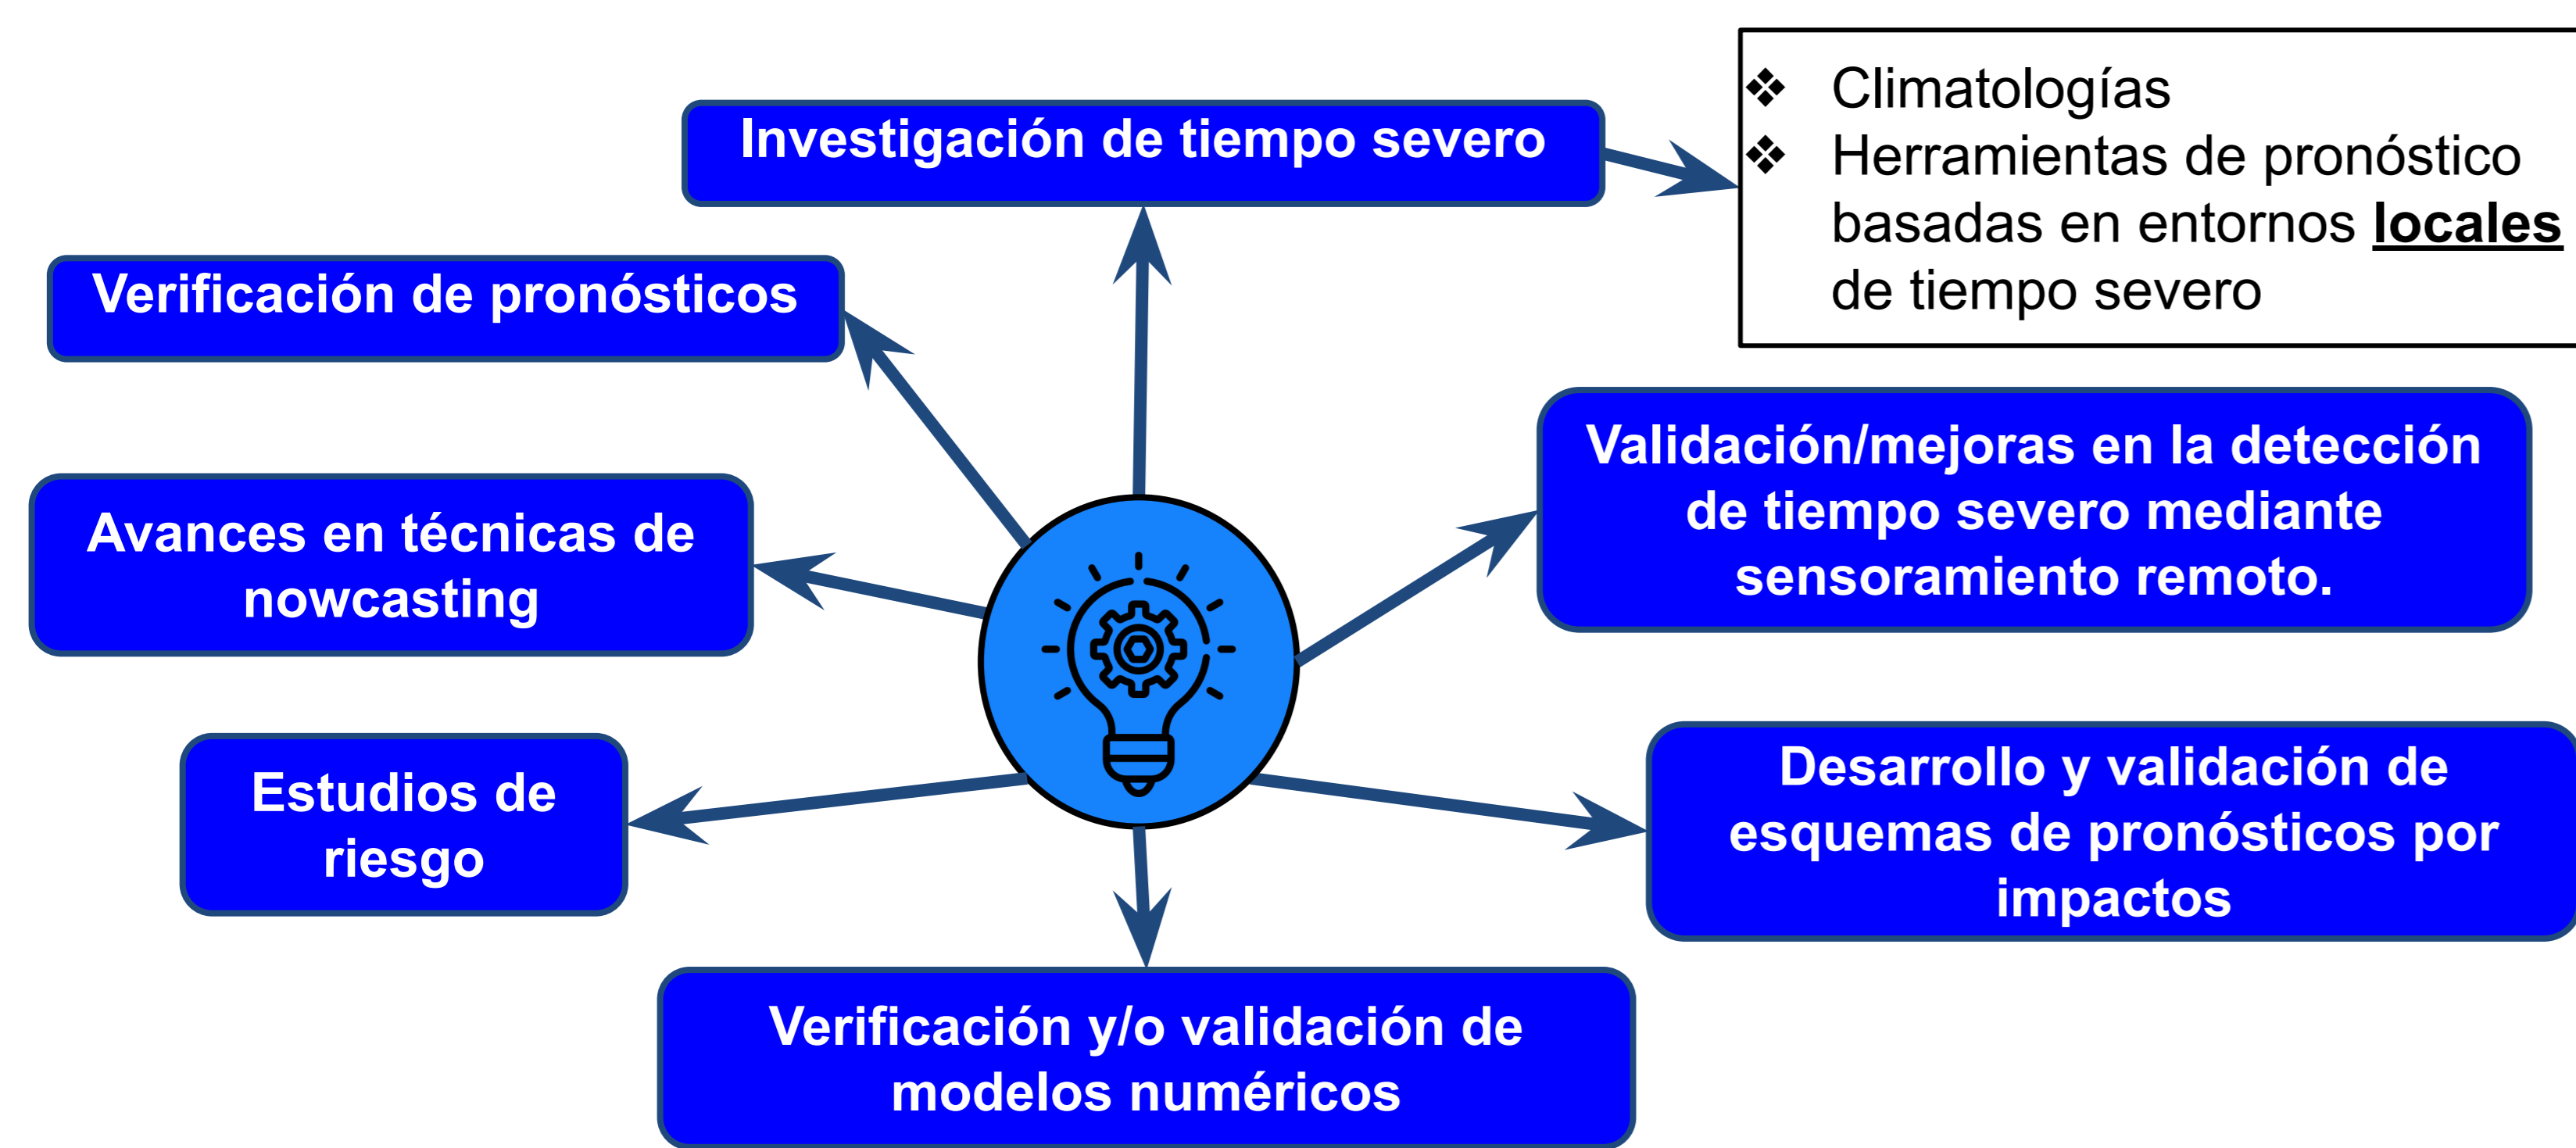 Investigación de tiempo severo
❖ Climatologías
❖ Herramientas de pronóstico
basadas en entornos locales
de tiempo severo
Verificación de pronósticos
Validación/mejoras en la detección
de tiempo severo mediante
sensoramiento remoto.
Avances en técnicas de
nowcasting
Estudios de
riesgo
Desarrollo y validación de
esquemas de pronósticos por
impactos
Verificación y/o validación de
modelos numéricos